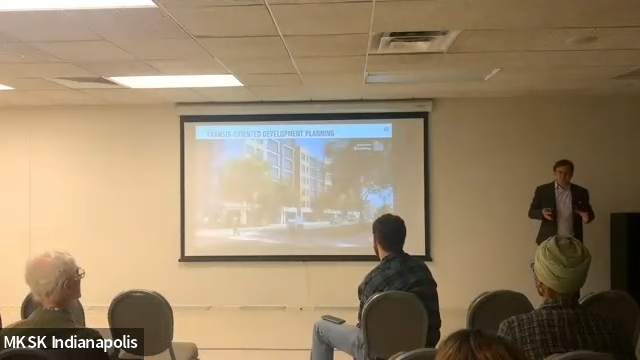 TRANSIT-ORIENTED DEVELOPMENT PLANNING
MKSK Indianapolis